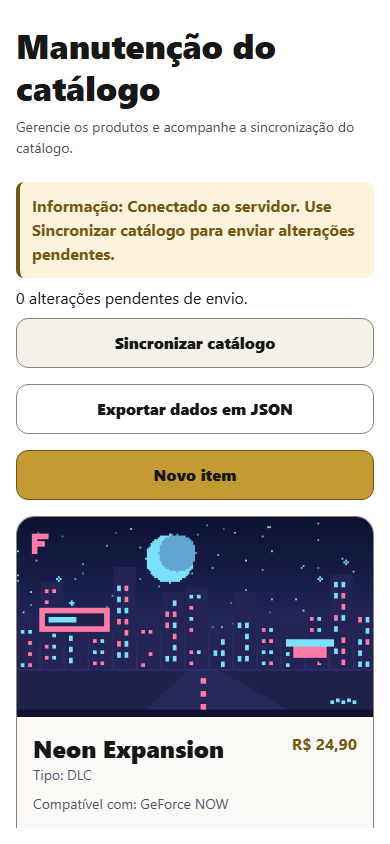 Manutenção do
catálogo
Gerencie os produtos e acompanhe a sincronização do
catálogo.
Informação: Conectado ao servidor. Use
Sincronizar catálogo para enviar alterações
pendentes.
0 alterações pendentes de envio.
Sincronizar catálogo
Exportar dados em JSON
Novo item
F
Neon Expansion
R$ 24,90
Tipo: DLC
Compatível com: GeForce NOW